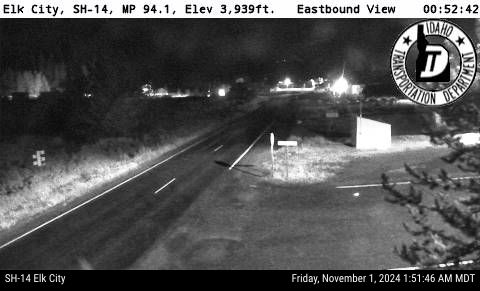 Elk City, SH-14, MP 94.1, Elev 3,939ft. Eastbound View 00:52:42
IDAHO
TRANSPORTATION DEPARTMENT
SH-14 Elk City Friday, November 1, 2024 1:51:46 AM MDT